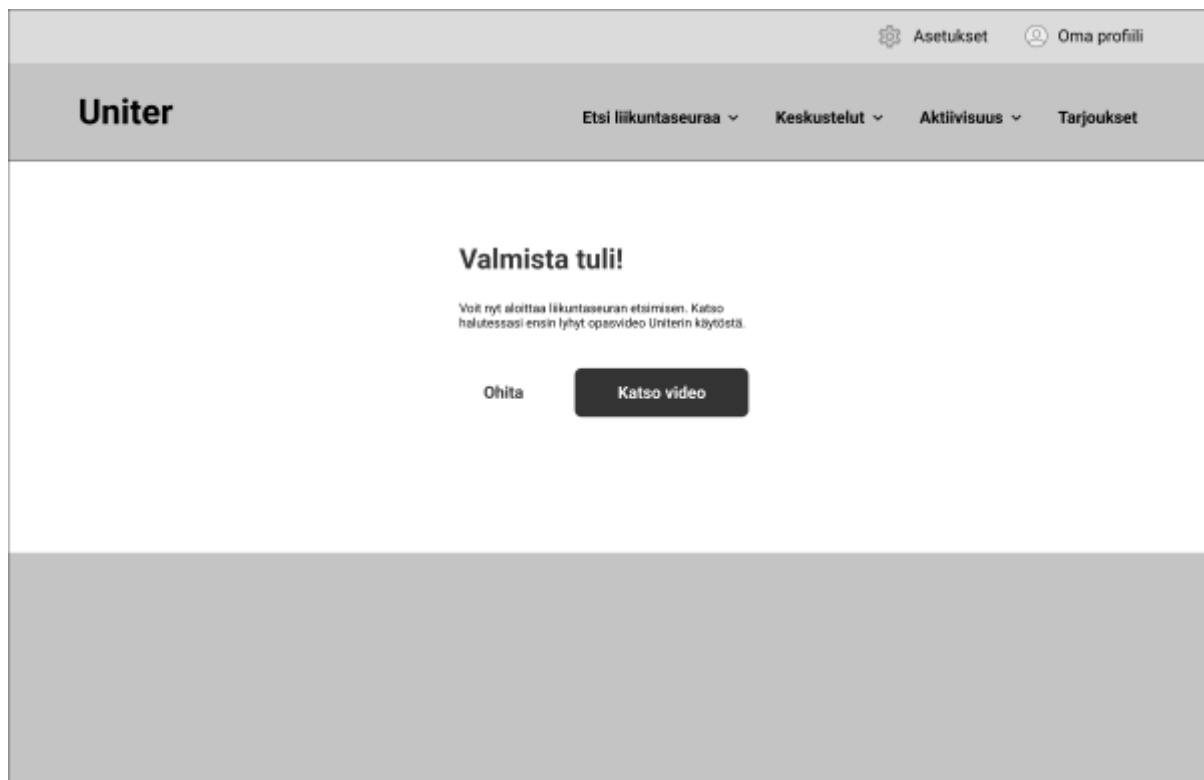 Asetukset Oma profiili
Uniter
Etsi liikuntaseuraa Keskustelut Aktiivisuus Tarjoukset
Valmista tuli!
Voit nyt aloittaa liikuntaseuran etsimisen. Katso
halutessasi ensin lyhyt opasvideo Uniterin käytöstä.
Ohita Katso video